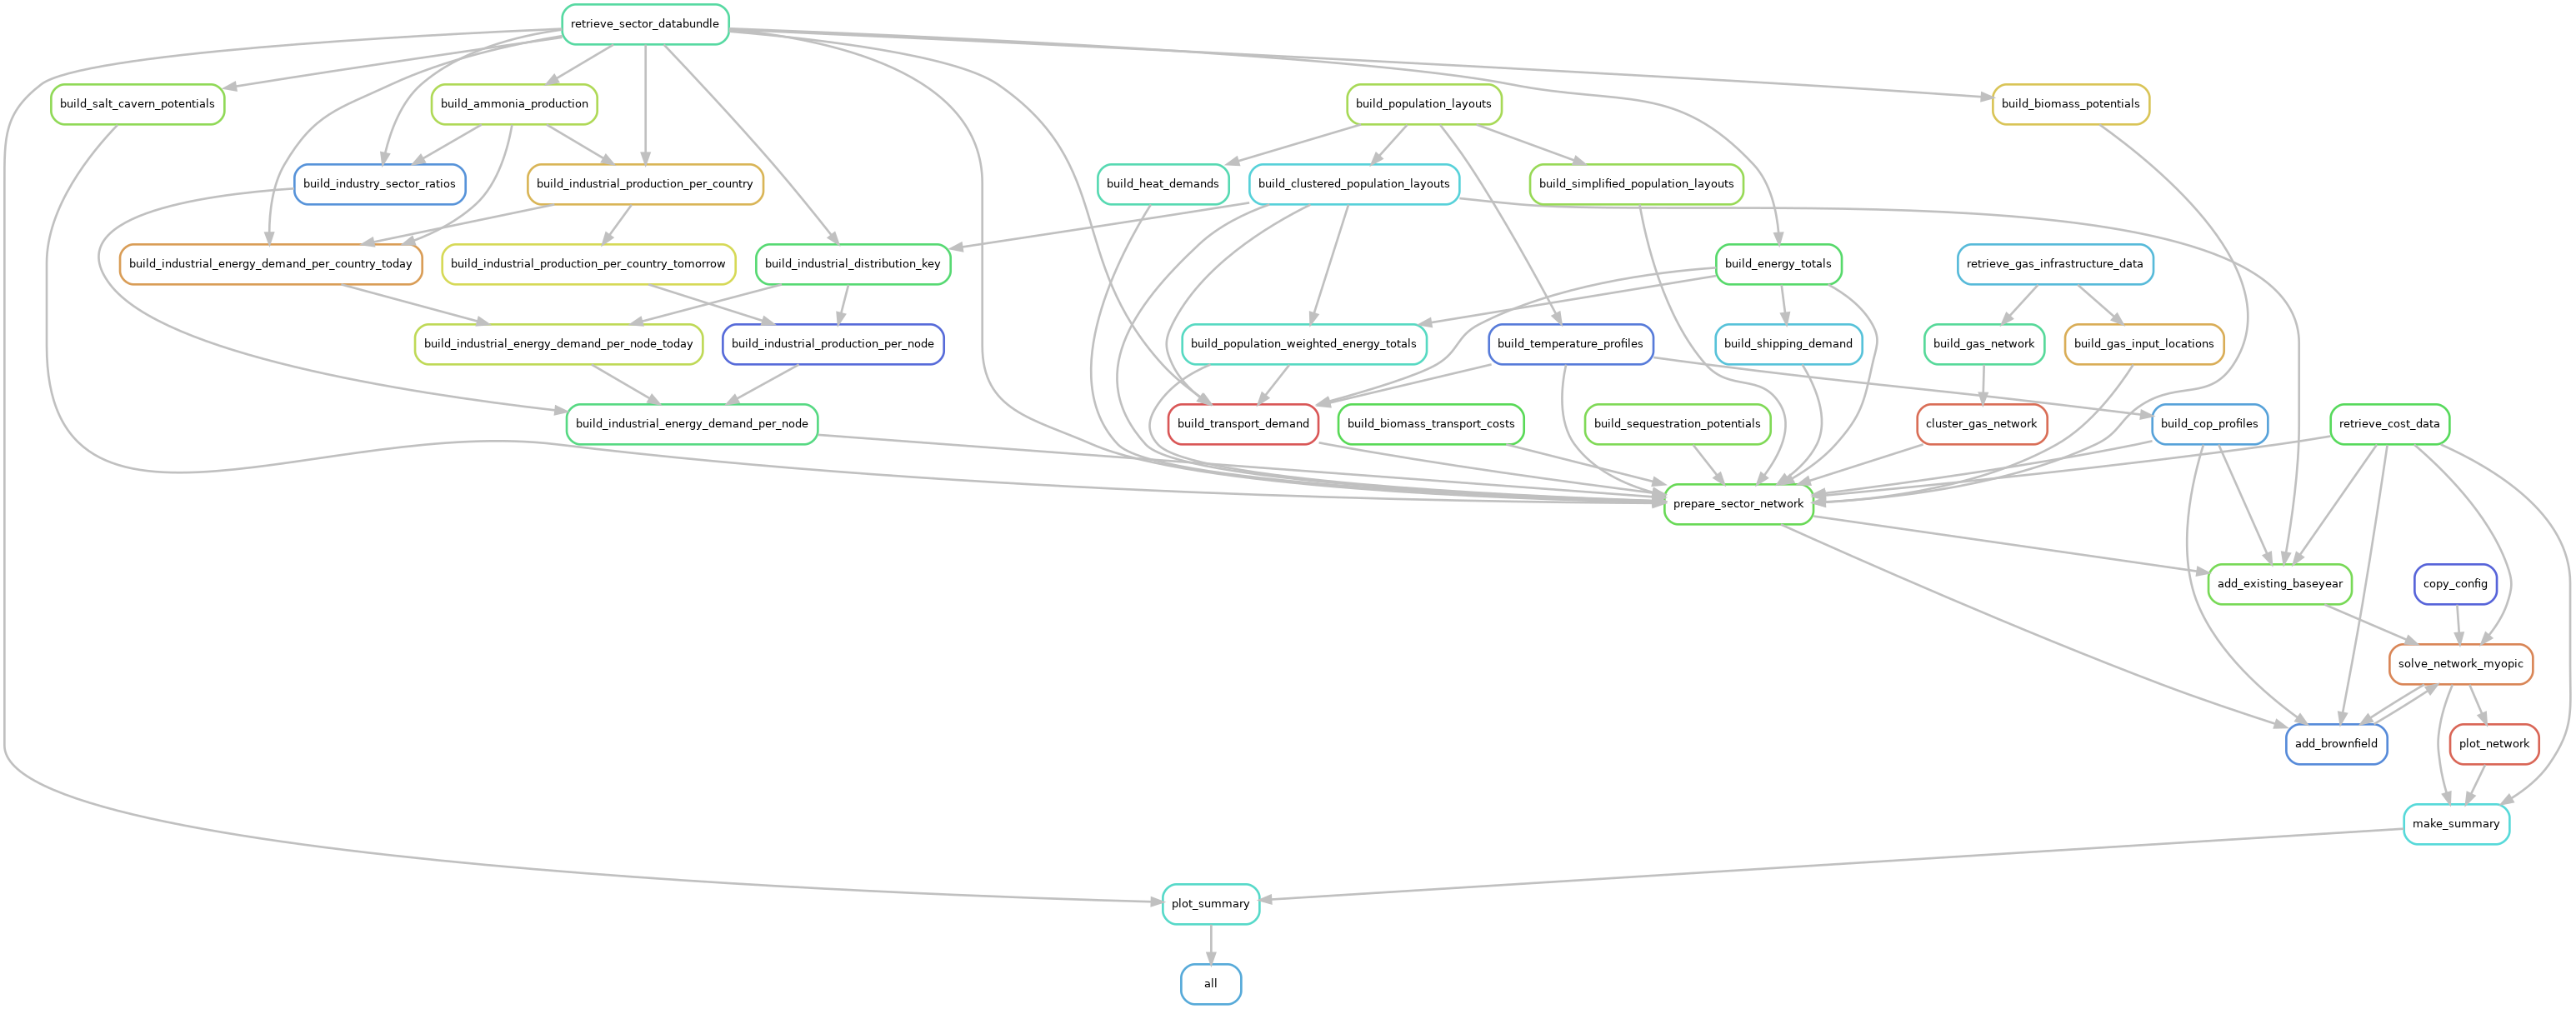 retrieve_sector_databundle
build_salt_cavern_potentials
build_ammonia_production
build_population_layouts
build_biomass_potentials
build_industry_sector_ratios
build_industrial_production_per_country
build_heat_demands
build_clustered_population_layouts
build_simplified_population_layouts
build_industrial_energy_demand_per_country_today
build_industrial_production_per_country_tomorrow
build_industrial_distribution_key
build_energy_totals
retrieve_gas_infrastructure_data
build_industrial_energy_demand_per_node_today
build_industrial_production_per_node
build_population_weighted_energy_totals
build_temperature_profiles
build_shipping_demand
build_gas_network
build_gas_input_locations
build_industrial_energy_demand_per_node
build_transport_demand
build_biomass_transport_costs
build_sequestration_potentials
cluster_gas_network
build_cop_profiles
retrieve_cost_data
prepare_sector_network
add_existing_baseyear
copy_config
solve_network_myopic
add_brownfield
plot_network
make_summary
plot_summary
all